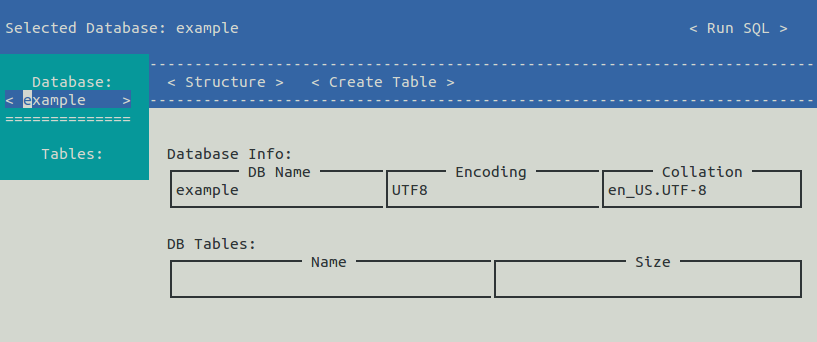 Selected Database: example < Run SQL >
Database:
< Structure > < Create Table >
< example >
==============
Tables:
Database Info:
DB Name Encoding Collation
example UTF8 en_US.UTF-8
DB Tables:
Name Size